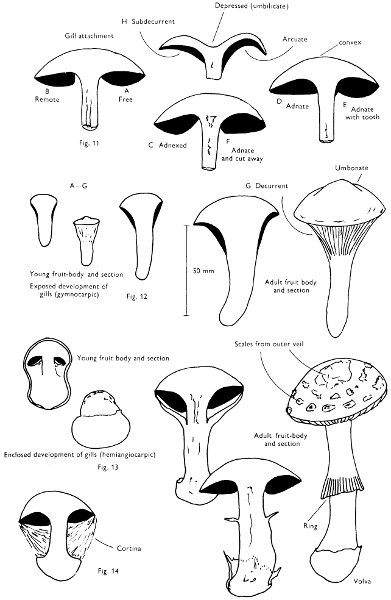 Depressed (umbilicate)
H Subdecurrent
Gill attachment
Arcuate
convex
B
Remote
A
Free
D Adnate
E
Adnate
with tooth
Fig. 11
C Adnexed
F
Adnate
and cut away
A—G
G Decurrent
Umbonate
Young fruit-body and section
Exposed development of
gills (gymnocarpic)
Fig. 12
50 mm
Adult fruit body
and section
Scales from outer veil
Young fruit body and section
Enclosed development of gills (hemiangiocarpic)
Fig. 13
Adult fruit-body
and section
Ring
Cortina
Fig. 14
Volva